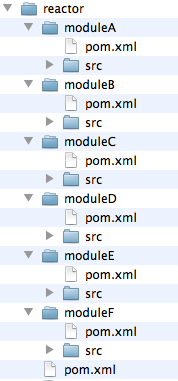 reactor
moduleA
pom.xml
src
moduleB
pom.xml
src
moduleC
pom.xml
src
moduleD
pom.xml
src
moduleE
pom.xml
src
moduleF
pom.xml
src
pom.xml